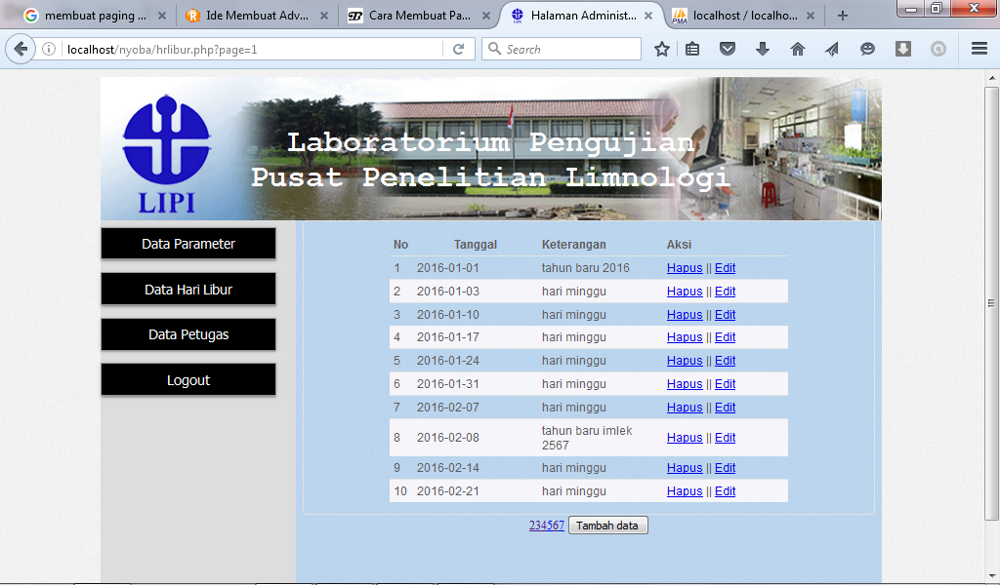 membuat paging ...
Ide Membuat Adv...
Cara Membuat Pa...
Halaman Administ...
localhost / localho...
localhost/nyoba/hrlibur.php?page=1
Search
Laboratorium Pengujian
Pusat Penelitian Limnologi
LIPI
Data Parameter
Data Hari Libur
Data Petugas
Logout
No Tanggal Keterangan Aksi
1 2016-01-01 tahun baru 2016 Hapus || Edit
2 2016-01-03 hari minggu Hapus || Edit
3 2016-01-10 hari minggu Hapus || Edit
4 2016-01-17 hari minggu Hapus || Edit
5 2016-01-24 hari minggu Hapus || Edit
6 2016-01-31 hari minggu Hapus || Edit
7 2016-02-07 hari minggu Hapus || Edit
8 2016-02-08 tahun baru imlek
2567 Hapus || Edit
9 2016-02-14 hari minggu Hapus || Edit
10 2016-02-21 hari minggu Hapus || Edit
234567 Tambah data